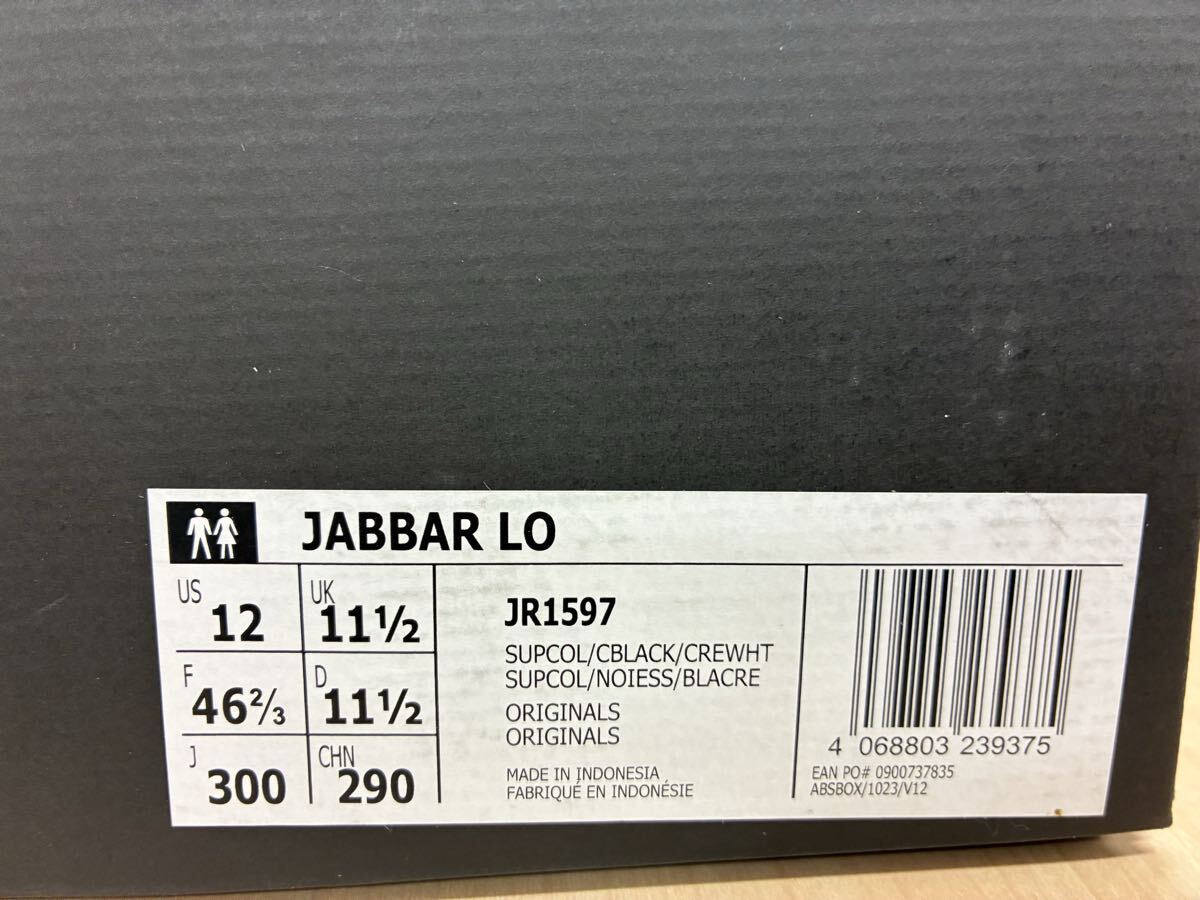 JABBAR LO
US 12
UK 11½
F 46⅔
D 11½
J 300
CHN 290
JR1597
SUPCOL/CBLACK/CREWHT
SUPCOL/NOIESS/BLACRE
ORIGINALS
ORIGINALS
MADE IN INDONESIA
FABRIQUÉ EN INDONÉSIE
4 068803 239375
EAN PO# 0900737835
ABSBOX/1023/V12